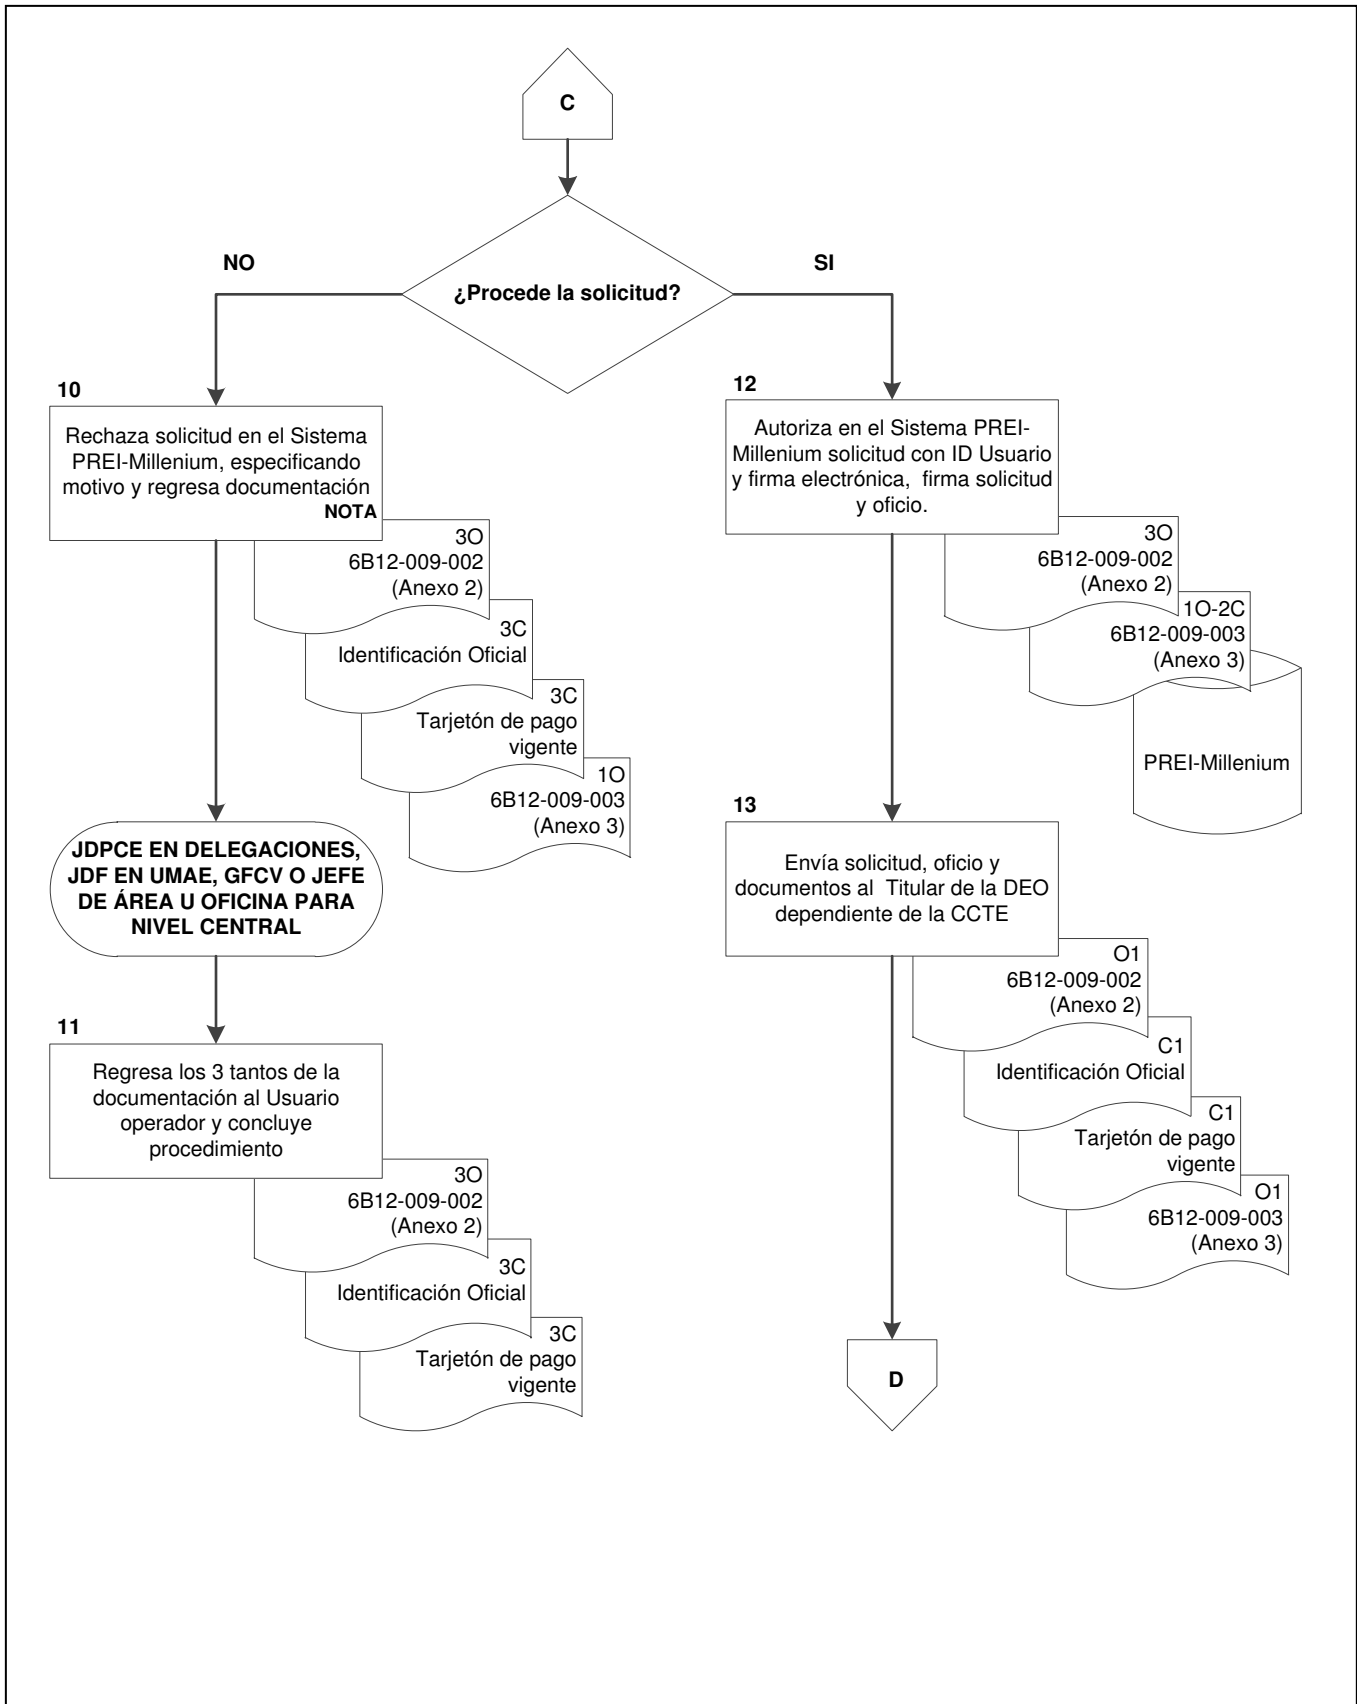 C
¿Procede la solicitud?
NO
SI
10
Rechaza solicitud en el Sistema
PREI-Millenium, especificando
motivo y regresa documentación
NOTA
3O
6B12-009-002
(Anexo 2)
3C
Identificación Oficial
3C
Tarjetón de pago
vigente
1O
6B12-009-003
(Anexo 3)
JDPCE EN DELEGACIONES,
JDF EN UMAE, GFCV O JEFE
DE ÁREA U OFICINA PARA
NIVEL CENTRAL
11
Regresa los 3 tantos de la
documentación al Usuario
operador y concluye
procedimiento
3O
6B12-009-002
(Anexo 2)
3C
Identificación Oficial
3C
Tarjetón de pago
vigente
12
Autoriza en el Sistema PREI-
Millenium solicitud con ID Usuario
y firma electrónica, firma solicitud
y oficio.
3O
6B12-009-002
(Anexo 2)
1O-2C
6B12-009-003
(Anexo 3)
PREI-Millenium
13
Envía solicitud, oficio y
documentos al Titular de la DEO
dependiente de la CCTE
O1
6B12-009-002
(Anexo 2)
C1
Identificación Oficial
C1
Tarjetón de pago
vigente
O1
6B12-009-003
(Anexo 3)
D